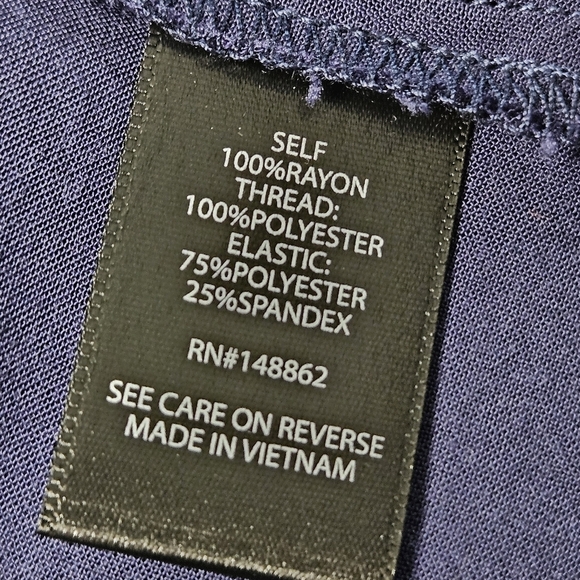 SELF
100%RAYON
THREAD:
100%POLYESTER
ELASTIC:
75%POLYESTER
25%SPANDEX
RN#148862
SEE CARE ON REVERSE
MADE IN VIETNAM